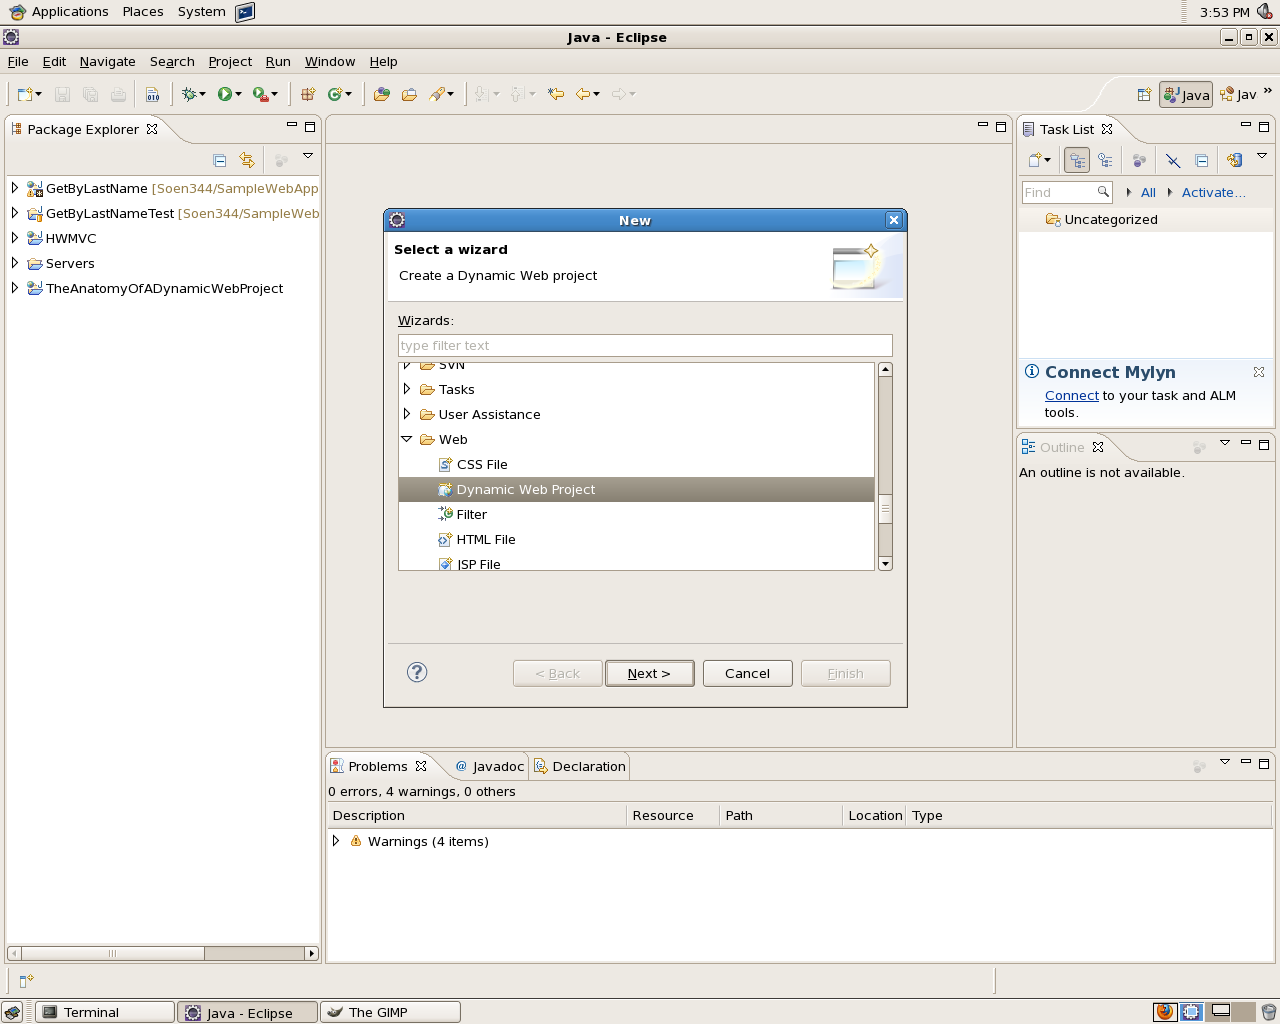 Applications Places System
3:53 PM
Java - Eclipse
File Edit Navigate Search Project Run Window Help
Java
Jav
»
Package Explorer
GetByLastName [Soen344/SampleWebApp
GetByLastNameTest [Soen344/SampleWeb
HWMVC
Servers
TheAnatomyOfADynamicWebProject
New
Select a wizard
Create a Dynamic Web project
Wizards:
type filter text
SVN
Tasks
User Assistance
Web
CSS File
Dynamic Web Project
Filter
HTML File
JSP File
< Back
Next >
Cancel
Finish
Task List
Find
All
Activate...
Uncategorized
Connect Mylyn
Connect to your task and ALM
tools.
Outline
An outline is not available.
Problems
@ Javadoc
Declaration
0 errors, 4 warnings, 0 others
Description Resource Path Location Type
Warnings (4 items)
Terminal
Java - Eclipse
The GIMP